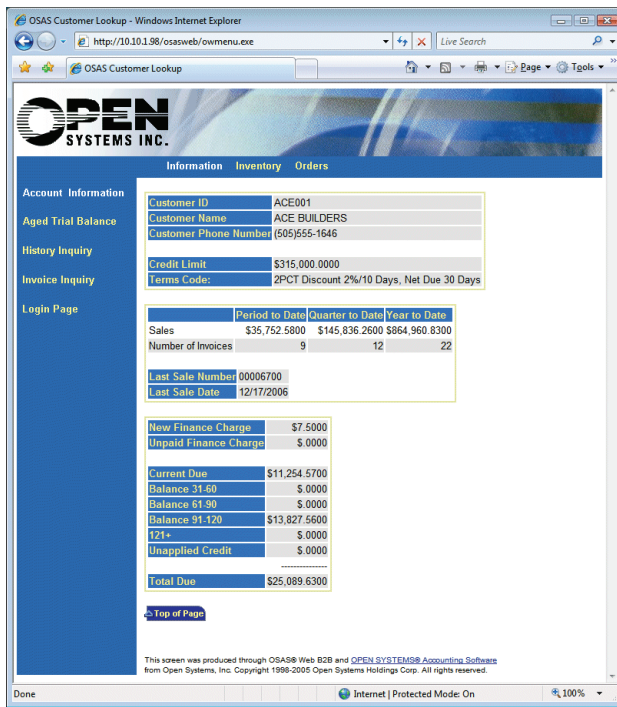 OSAS Customer Lookup - Windows Internet Explorer
http://10.10.1.98/osasweb/owmenu.exe
Live Search
OSAS Customer Lookup
Page Tools
OPEN
SYSTEMS INC.
Information Inventory Orders
Account Information
Aged Trial Balance
History Inquiry
Invoice Inquiry
Login Page
Customer ID ACE001
Customer Name ACE BUILDERS
Customer Phone Number (505)555-1646
Credit Limit $315,000.0000
Terms Code: 2PCT Discount 2%/10 Days, Net Due 30 Days
Period to Date Quarter to Date Year to Date
Sales $35,752.5800 $145,836.2600 $864,960.8300
Number of Invoices 9 12 22
Last Sale Number 00006700
Last Sale Date 12/17/2006
New Finance Charge $7.5000
Unpaid Finance Charge $.0000
Current Due $11,254.5700
Balance 31-60 $.0000
Balance 61-90 $.0000
Balance 91-120 $13,827.5600
121+ $.0000
Unapplied Credit $.0000
---------------
Total Due $25,089.6300
Top of Page
This screen was produced through OSAS® Web B2B and OPEN SYSTEMS® Accounting Software
from Open Systems, Inc. Copyright 1998-2005 Open Systems Holdings Corp. All rights reserved.
Done
Internet | Protected Mode: On
100%